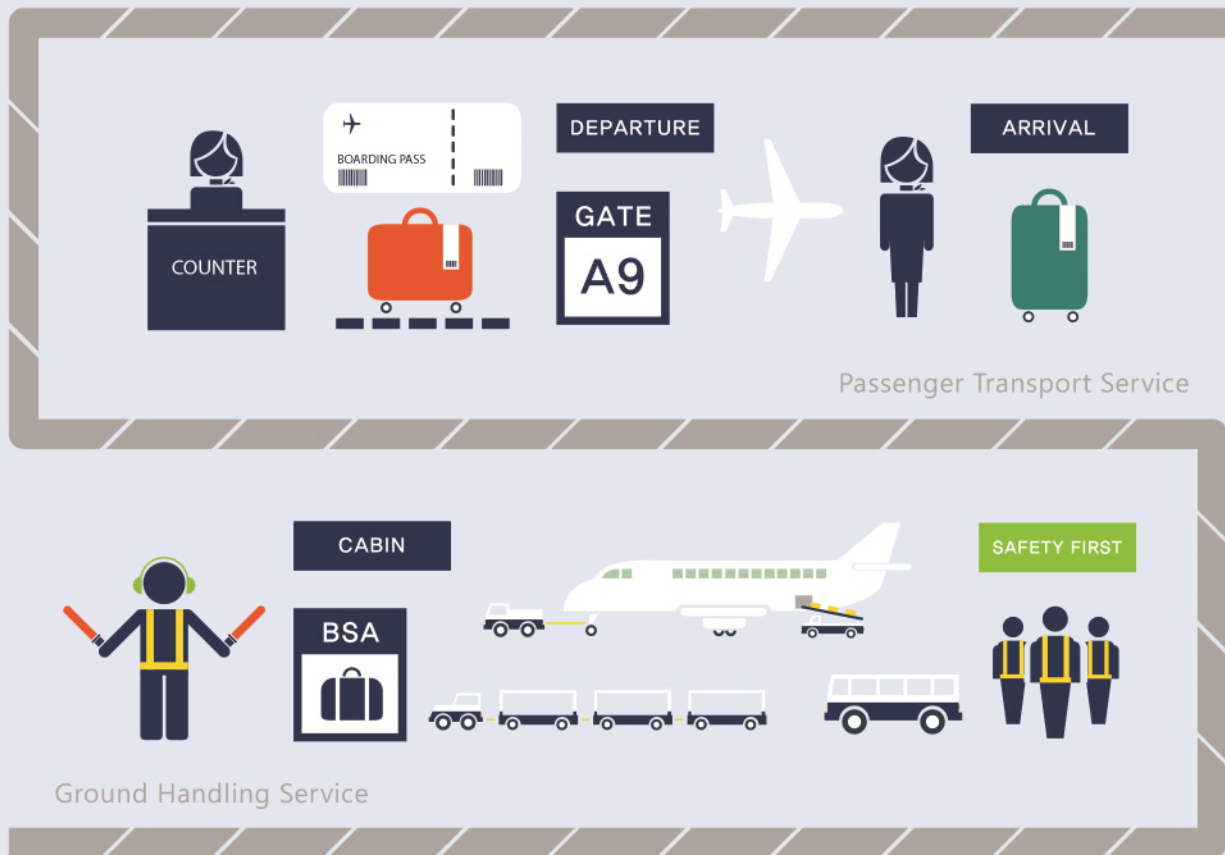 DEPARTURE
ARRIVAL
BOARDING PASS
GATE
A9
COUNTER
Passenger Transport Service
CABIN
SAFETY FIRST
BSA
Ground Handling Service